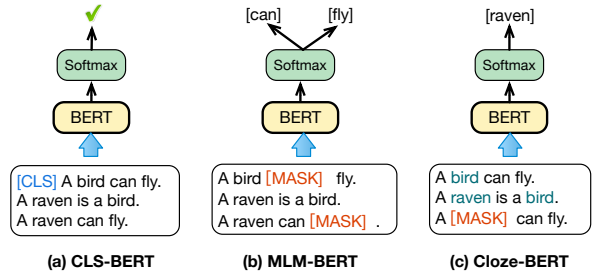 [can] [fly] [raven]
Softmax Softmax Softmax
BERT BERT BERT
[CLS] A bird can fly.
A raven is a bird.
A raven can fly.
A bird [MASK] fly.
A raven is a bird.
A raven can [MASK] .
A bird can fly.
A raven is a bird.
A [MASK] can fly.
(a) CLS-BERT (b) MLM-BERT (c) Cloze-BERT